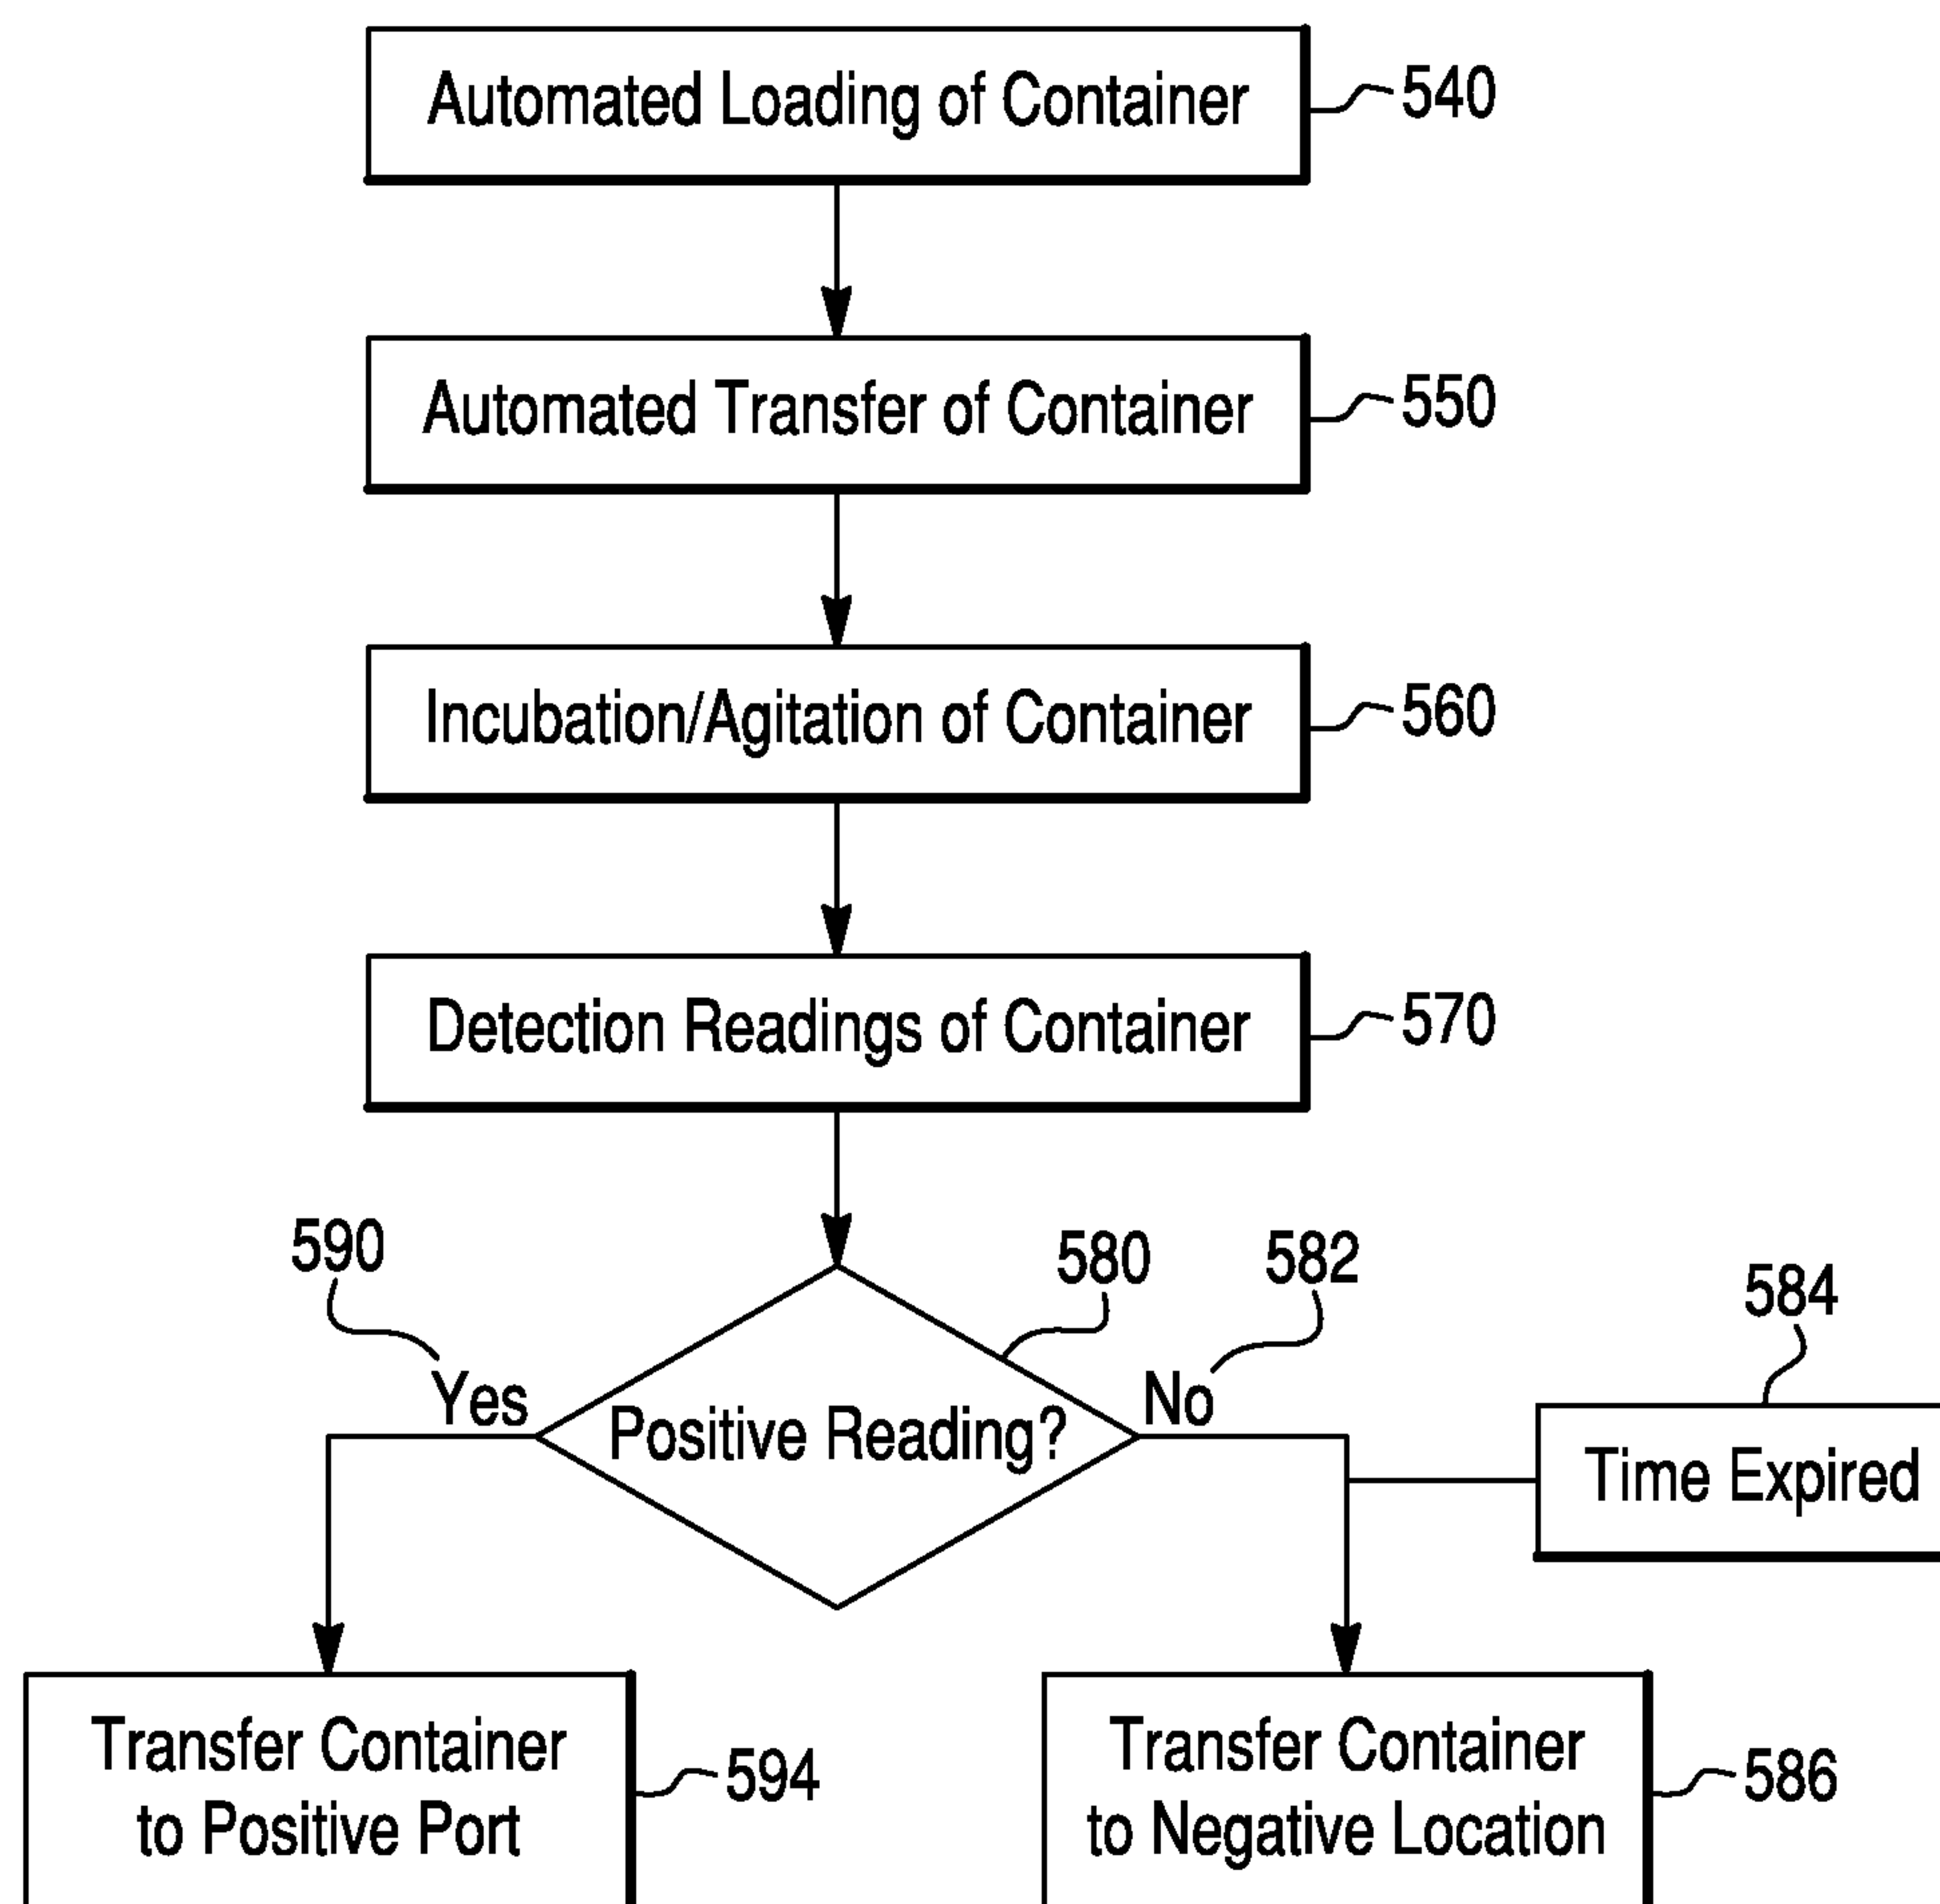 Automated Loading of Container
540
Automated Transfer of Container
550
Incubation/Agitation of Container
560
Detection Readings of Container
570
590
580
582
584
Yes
Positive Reading?
No
Time Expired
Transfer Container
to Positive Port
594
Transfer Container
to Negative Location
586